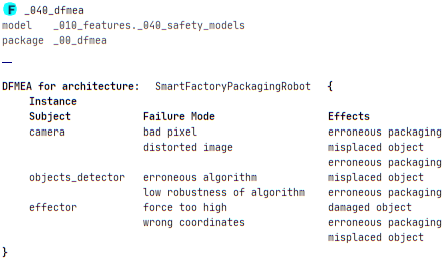 F _040_dfmea
model _010_features._040_safety_models
package _00_dfmea
DFMEA for architecture: SmartFactoryPackagingRobot {
Instance
Subject Failure Mode Effects
camera bad pixel erroneous packaging
distorted image misplaced object
erroneous packaging
objects_detector erroneous algorithm misplaced object
low robustness of algorithm erroneous packaging
effector force too high damaged object
wrong coordinates erroneous packaging
misplaced object
}